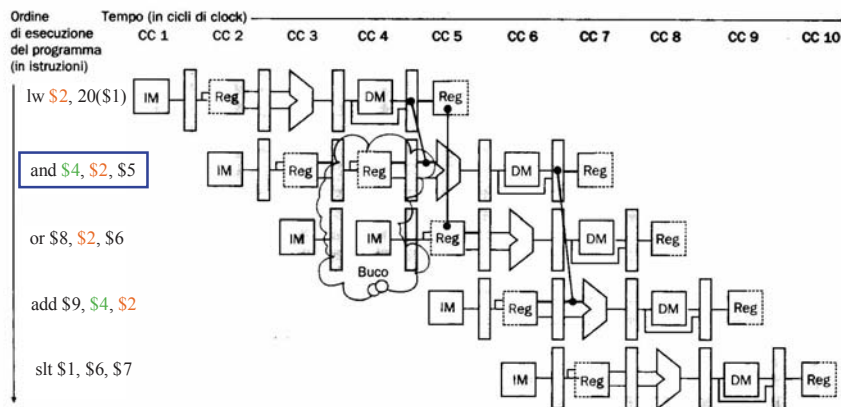 Ordine
di esecuzione
del programma
(in istruzioni)
Tempo (in cicli di clock)
CC 1 CC 2 CC 3 CC 4 CC 5 CC 6 CC 7 CC 8 CC 9 CC 10
lw $2, 20($1)
IM Reg DM Reg
and $4, $2, $5
IM Reg Reg DM Reg
or $8, $2, $6
IM IM Reg DM Reg
Buco
add $9, $4, $2
IM Reg DM Reg
slt $1, $6, $7
IM Reg DM Reg